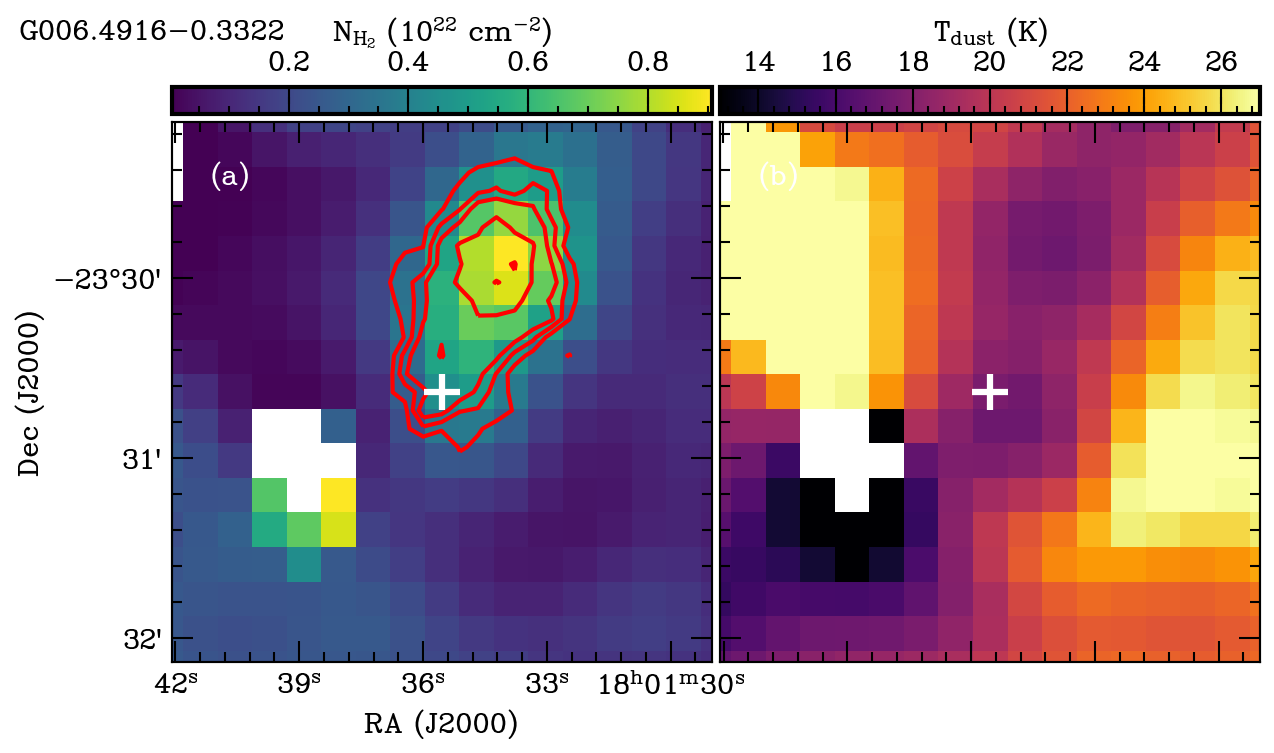 G006.4916−0.3322 N_H₂ (10²² cm⁻²) T_dust (K)
0.2 0.4 0.6 0.8 14 16 18 20 22 24 26
(a) (b)
−23°30'
31'
32'
Dec (J2000)
42ˢ 39ˢ 36ˢ 33ˢ 18ʰ01ᵐ30ˢ
RA (J2000)